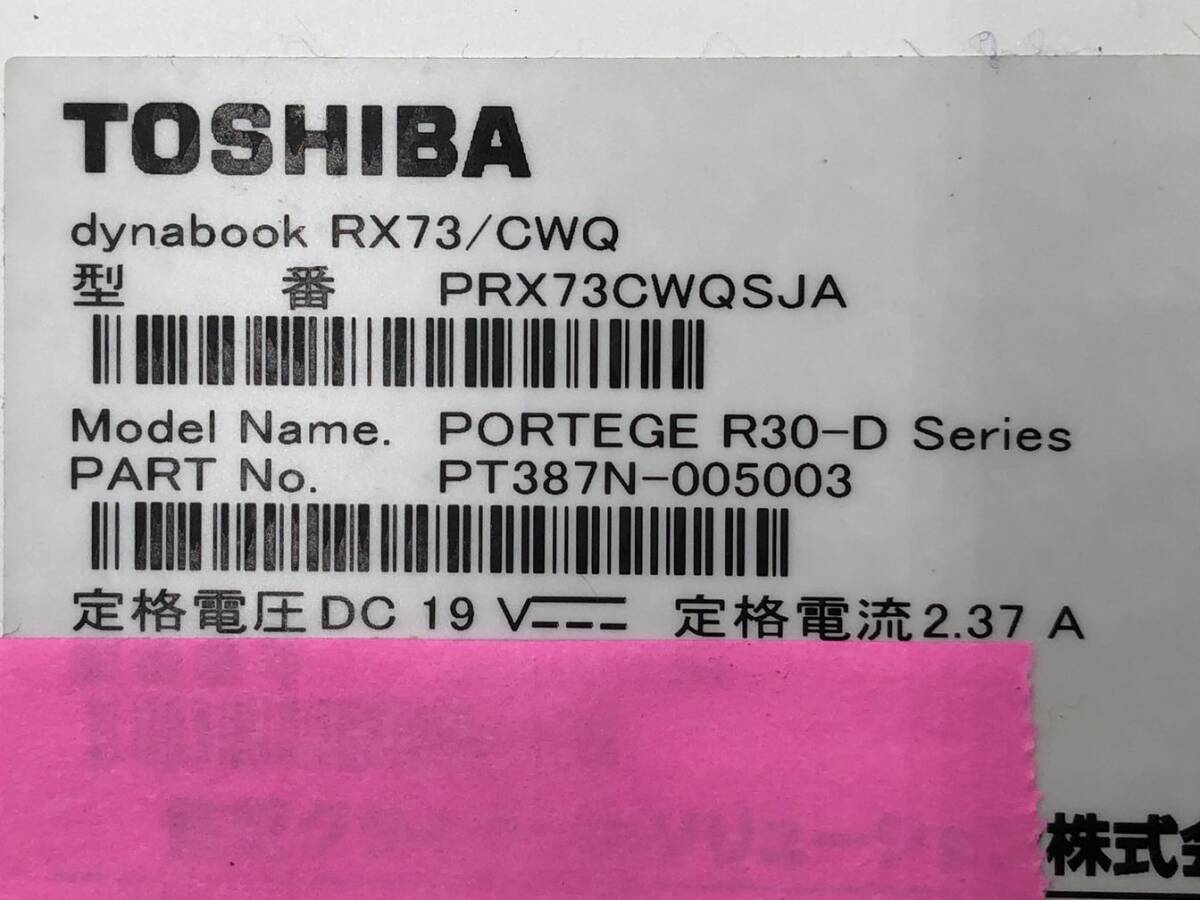 TOSHIBA
dynabook RX73/CWQ
型 番 PRX73CWQSJA
Model Name. PORTEGE R30-D Series
PART No. PT387N-005003
定格電圧 DC 19 V⎓ 定格電流 2.37 A
株式